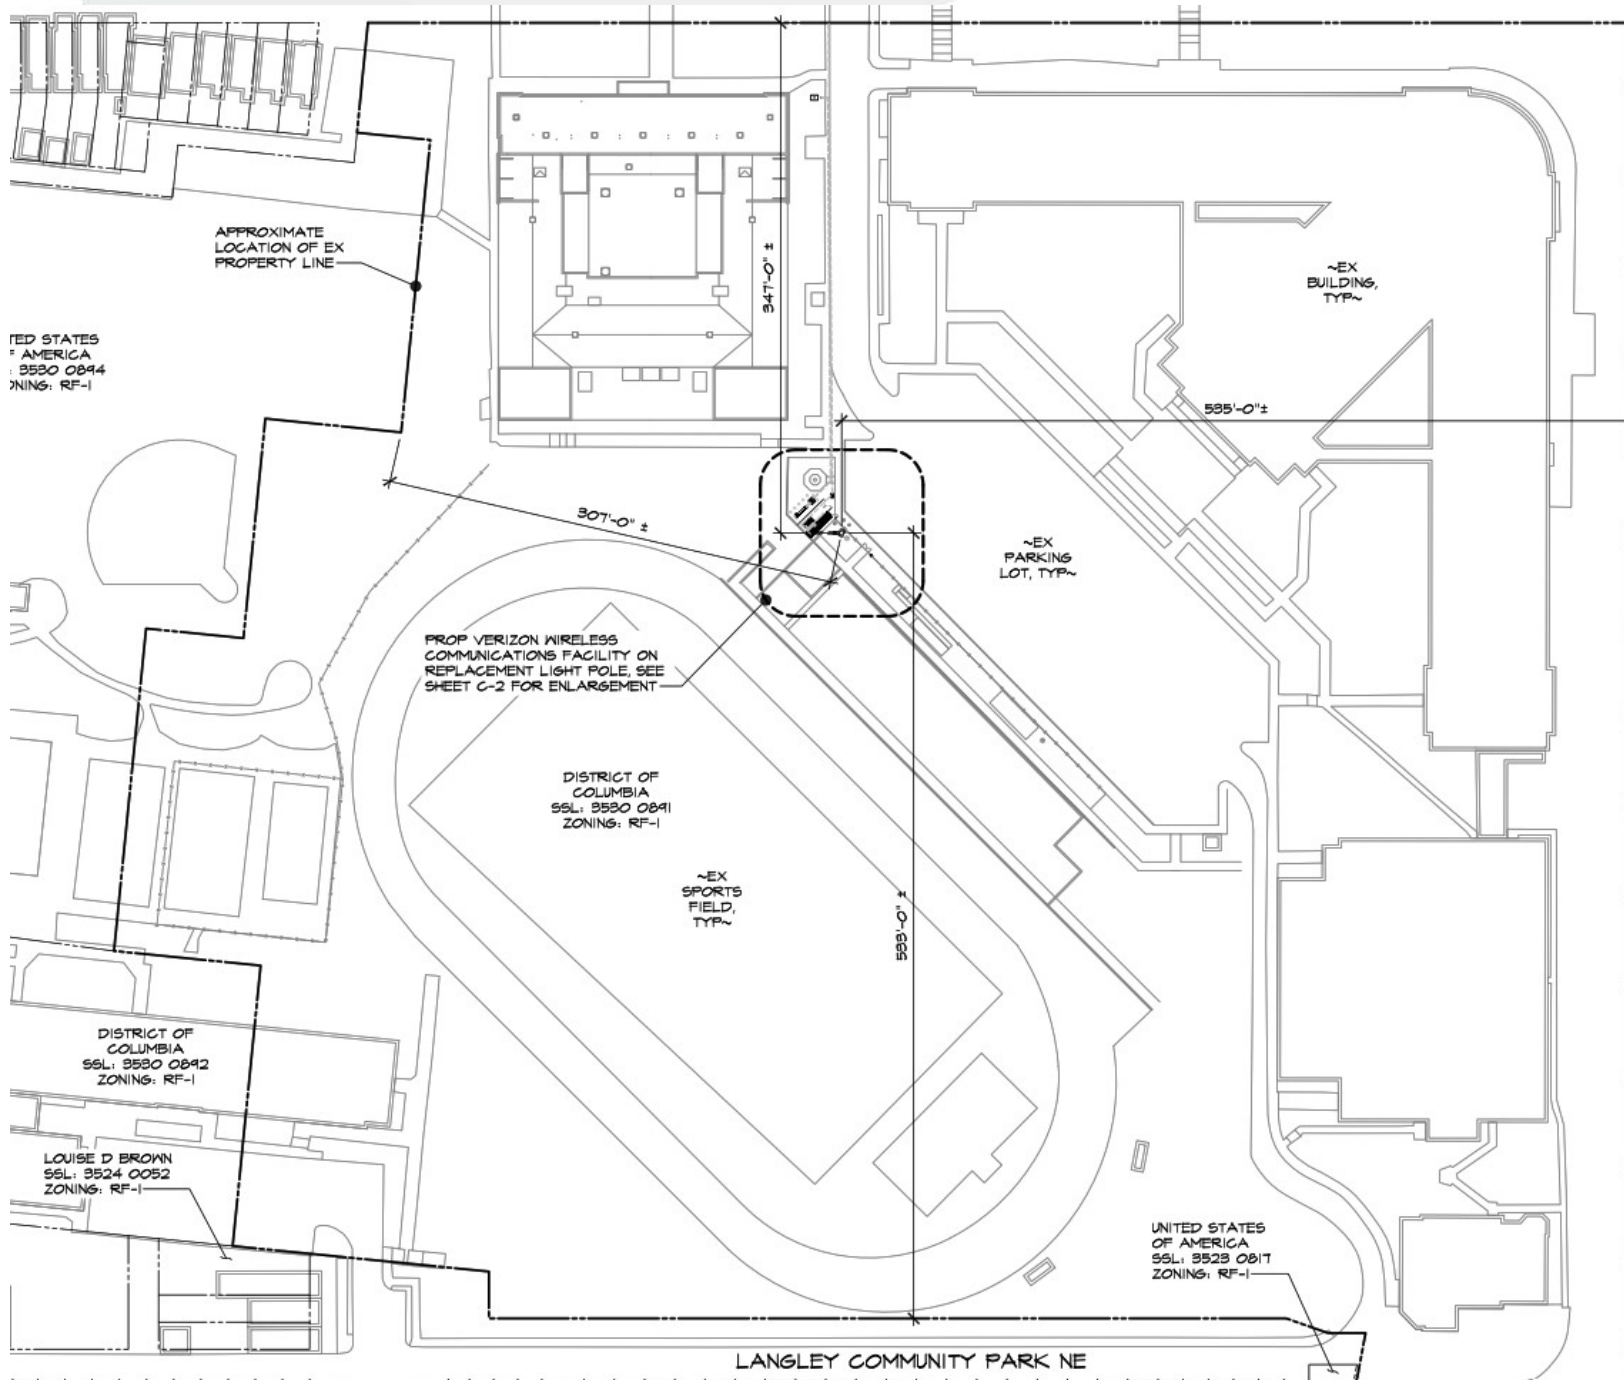 APPROXIMATE
LOCATION OF EX
PROPERTY LINE
TED STATES
F AMERICA
: 3530 0894
ONING: RF-1
347'-0" ±
~EX
BUILDING,
TYP~
535'-0"±
307'-0" ±
~EX
PARKING
LOT, TYP~
PROP VERIZON WIRELESS
COMMUNICATIONS FACILITY ON
REPLACEMENT LIGHT POLE, SEE
SHEET C-2 FOR ENLARGEMENT
DISTRICT OF
COLUMBIA
SSL: 3530 0891
ZONING: RF-1
~EX
SPORTS
FIELD,
TYP~
533'-0" ±
DISTRICT OF
COLUMBIA
SSL: 3530 0892
ZONING: RF-1
LOUISE D BROWN
SSL: 3524 0052
ZONING: RF-1
UNITED STATES
OF AMERICA
SSL: 3523 0817
ZONING: RF-1
LANGLEY COMMUNITY PARK NE